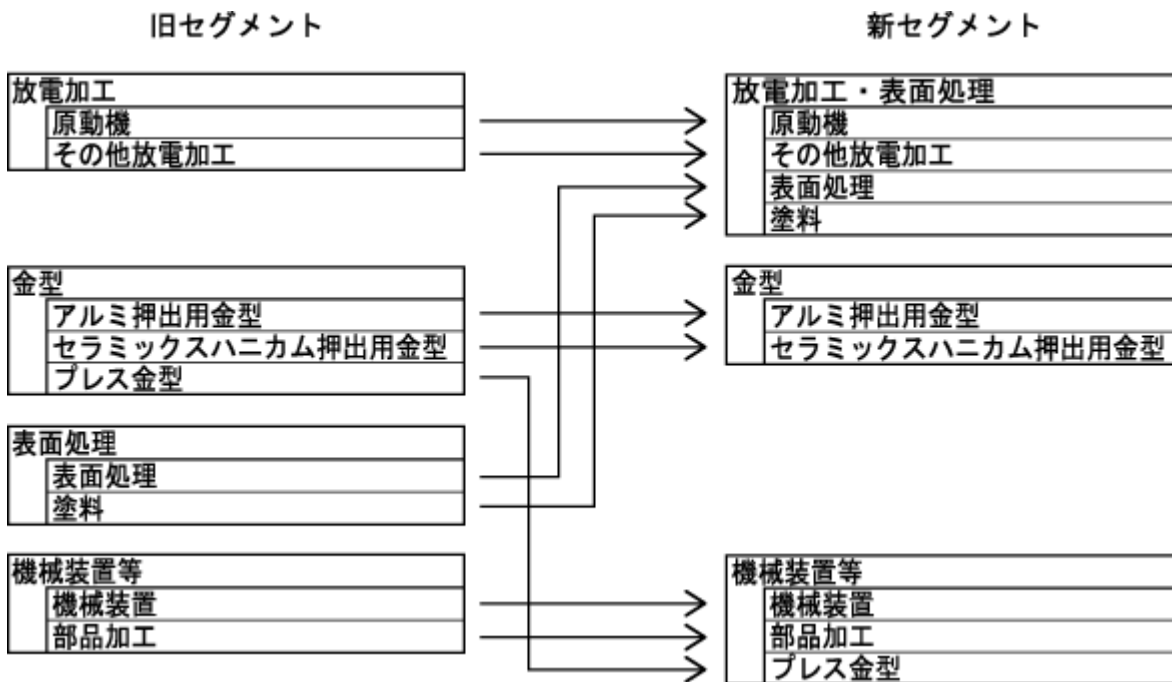 旧セグメント
新セグメント
放電加工
原動機
その他放電加工
金型
アルミ押出用金型
セラミックスハニカム押出用金型
プレス金型
表面処理
表面処理
塗料
機械装置等
機械装置
部品加工
放電加工・表面処理
原動機
その他放電加工
表面処理
塗料
金型
アルミ押出用金型
セラミックスハニカム押出用金型
機械装置等
機械装置
部品加工
プレス金型